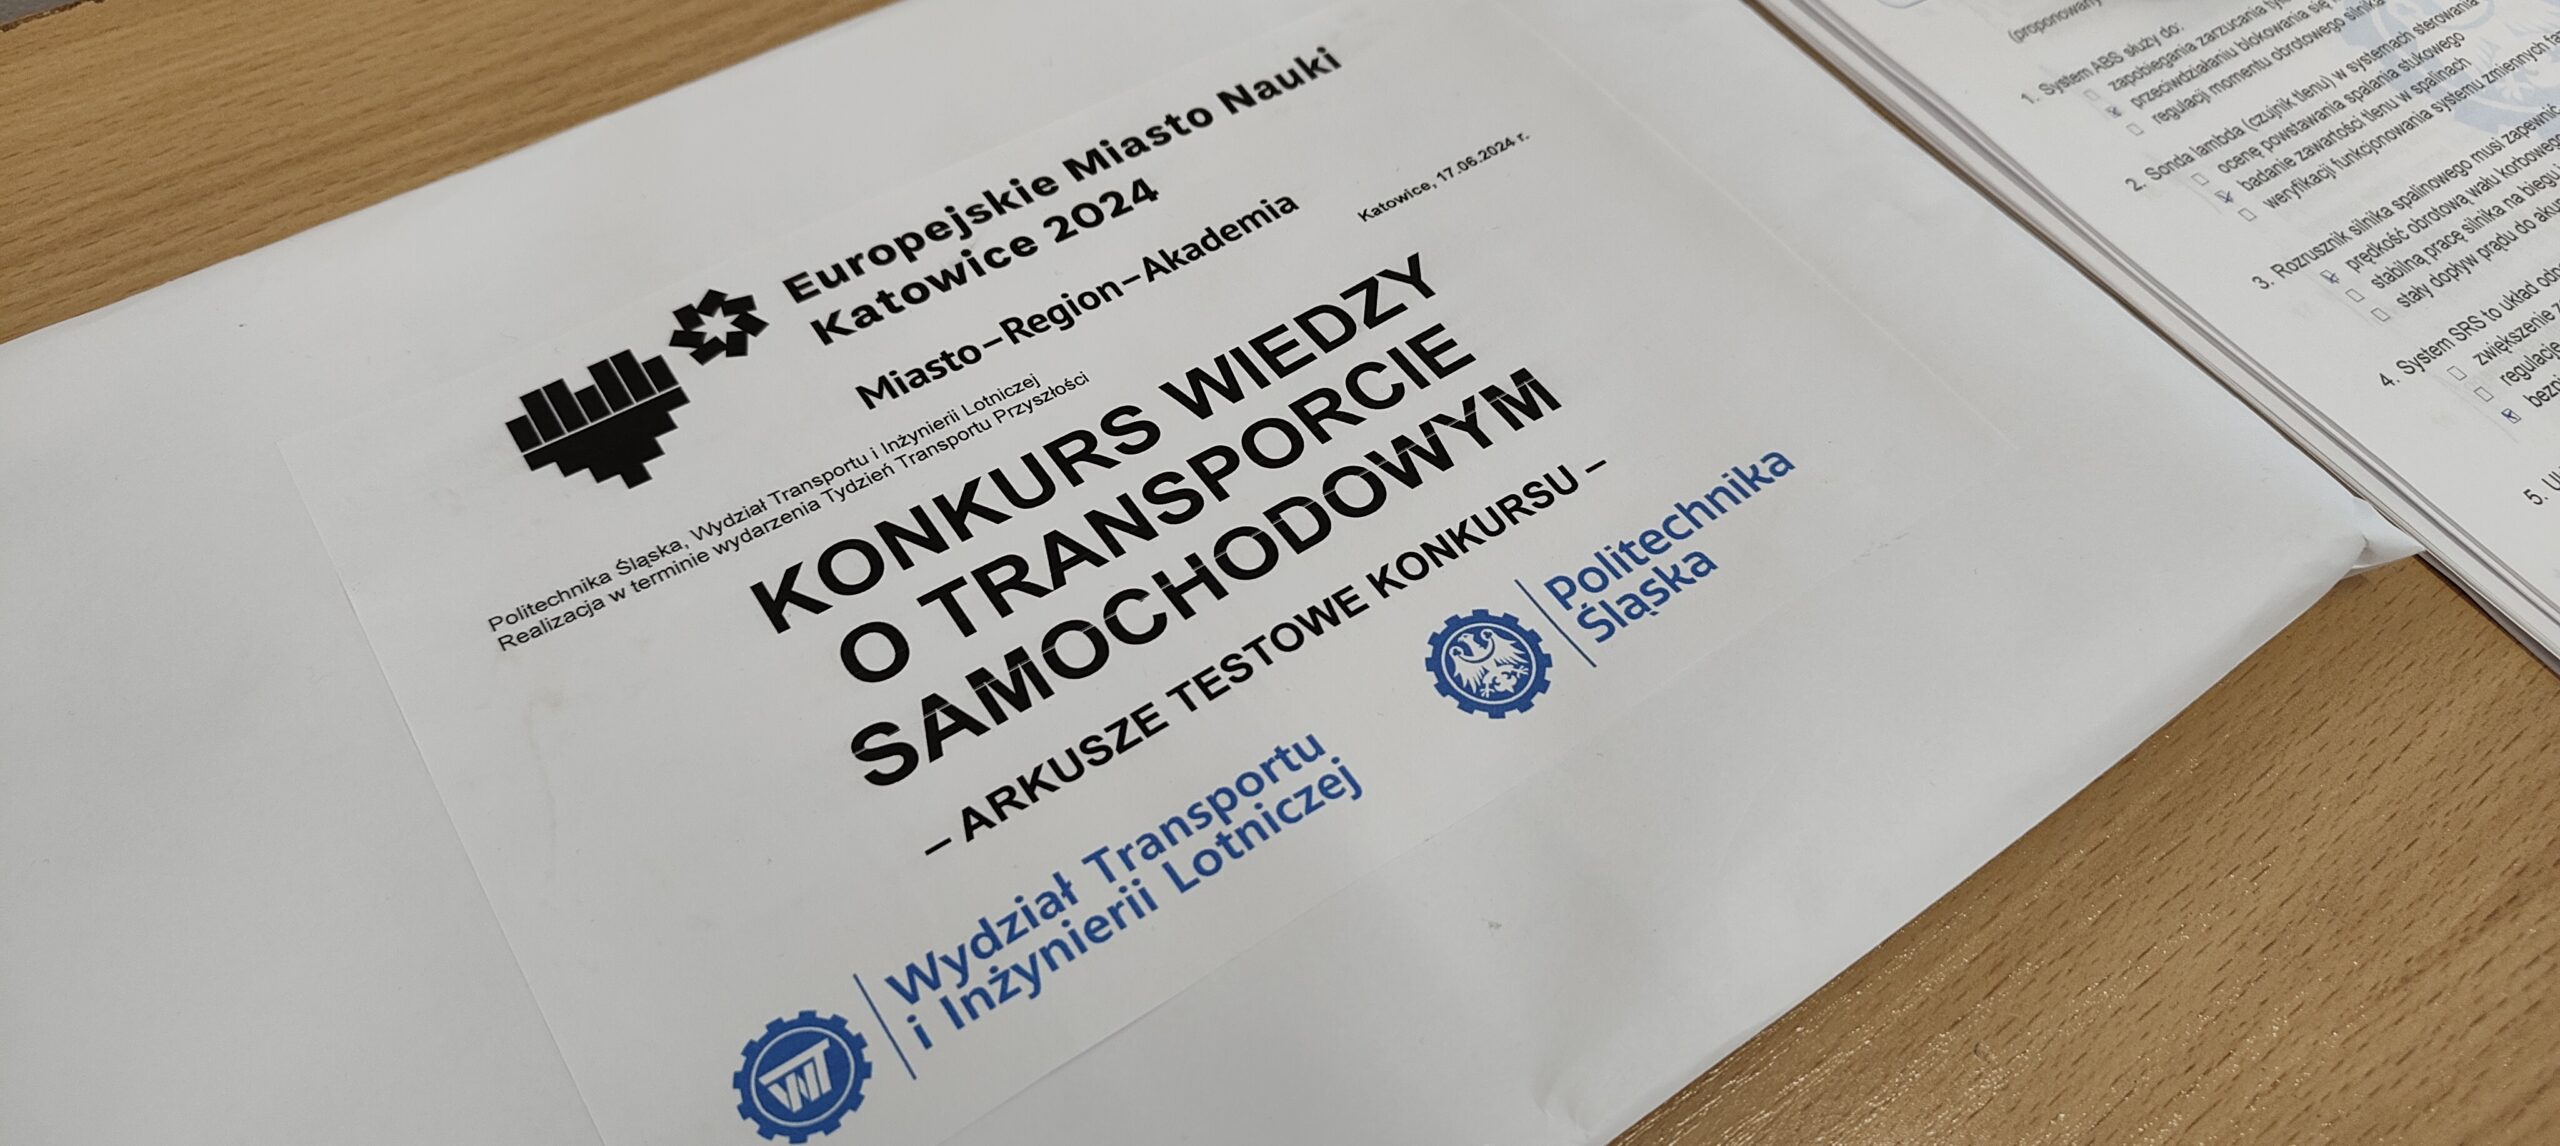 Europejskie Miasto Nauki
Katowice 2024
Miasto–Region–Akademia
Katowice, 17.06.2024 r.
Politechnika Śląska, Wydział Transportu i Inżynierii Lotniczej
Realizacja w terminie wydarzenia Tydzień Transportu Przyszłości
KONKURS WIEDZY
O TRANSPORCIE
SAMOCHODOWYM
– ARKUSZE TESTOWE KONKURSU –
Wydział Transportu
i Inżynierii Lotniczej
Politechnika
Śląska
(proponowany
1. System ABS służy do:
zapobiegania zarzucania
przeciwdziałaniu blokowania się
regulacji momentu obrotowego silnika
2. Sonda lambda (czujnik tlenu) w systemach sterowania
ocenę powstawania spalania stukowego
badanie zawartości tlenu w spalinach
weryfikacji funkcjonowania systemu zmiennych faz
3. Rozrusznik silnika spalinowego musi zapewnić
prędkość obrotową wału korbowego
stabilną pracę silnika na biegu
stały dopływ prądu do
4. System SRS to układ
zwiększenie
regulację
5.